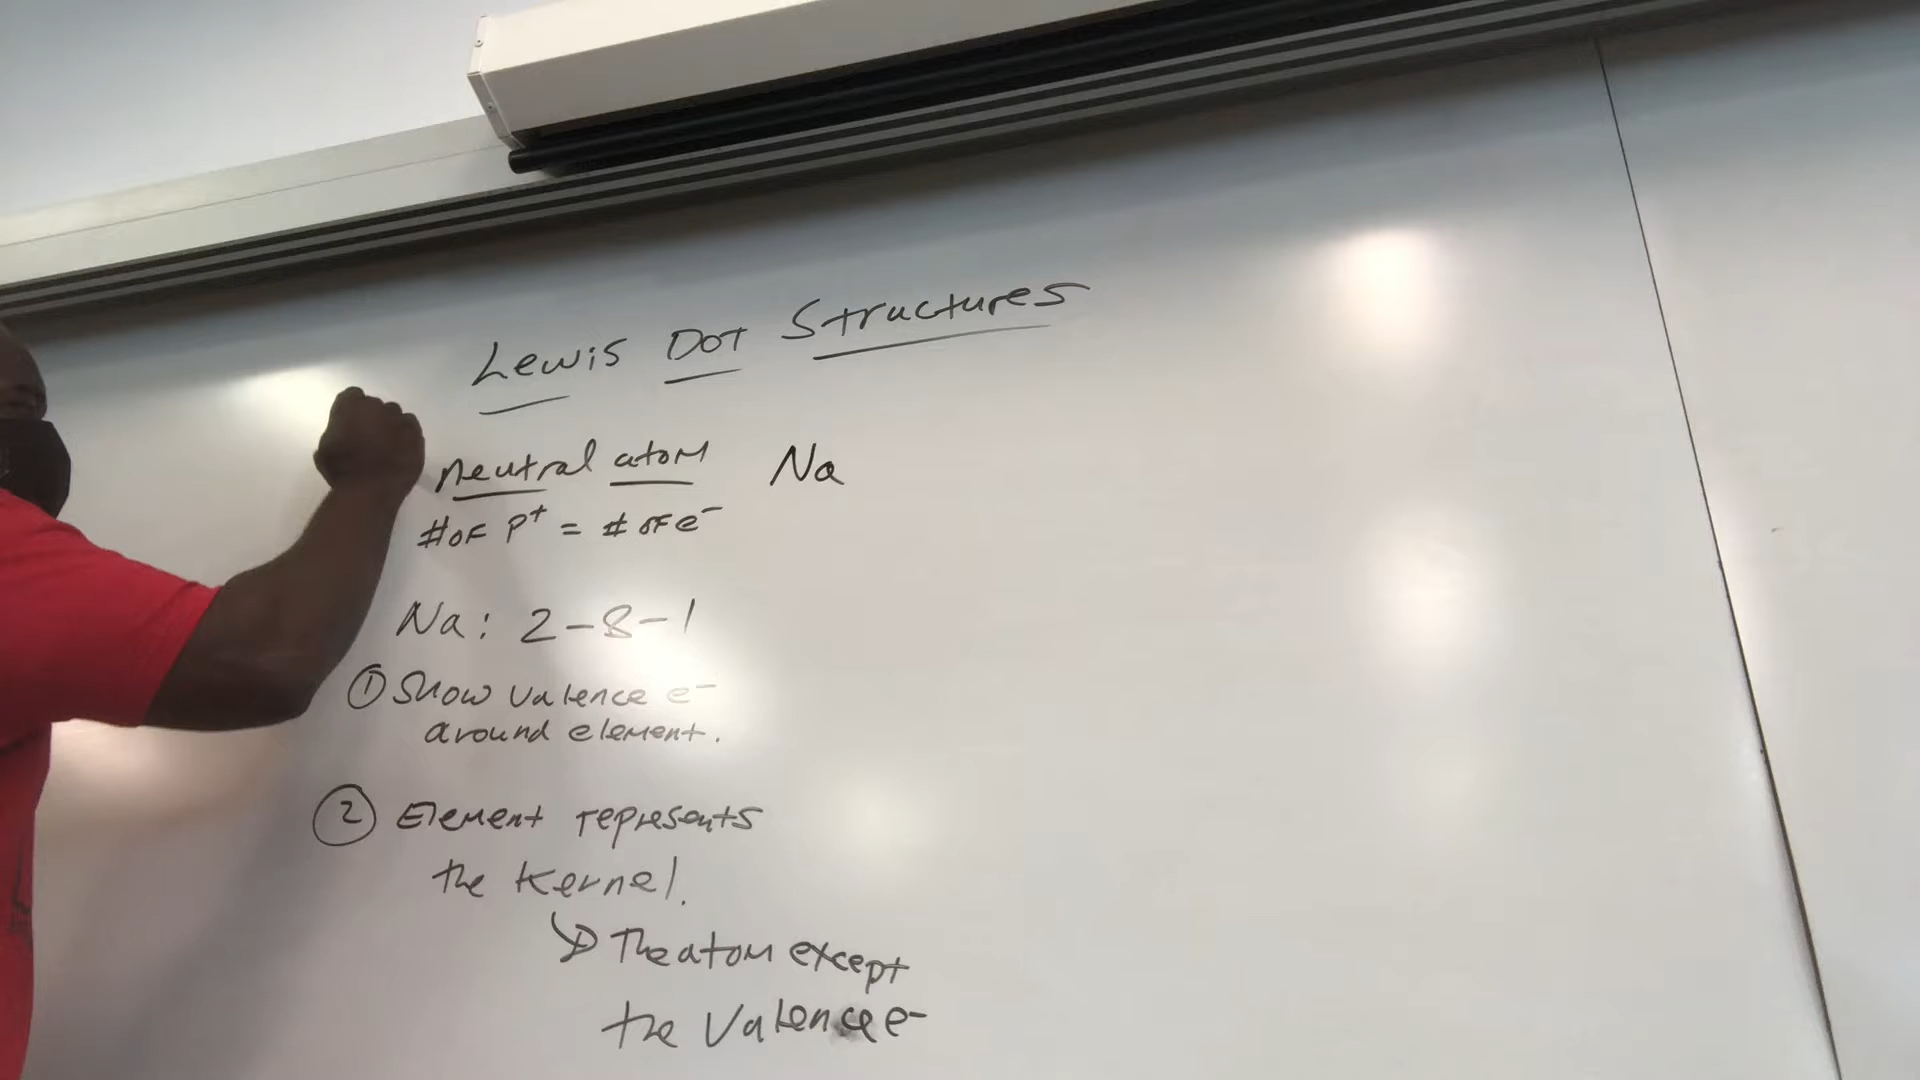 Lewis Dot Structures
neutral atom Na
# of P+ = # of e-
Na: 2-8-1
① Show valence e-
around element.
② Element represents
the Kernel.
↳ The atom except
the Valence e-